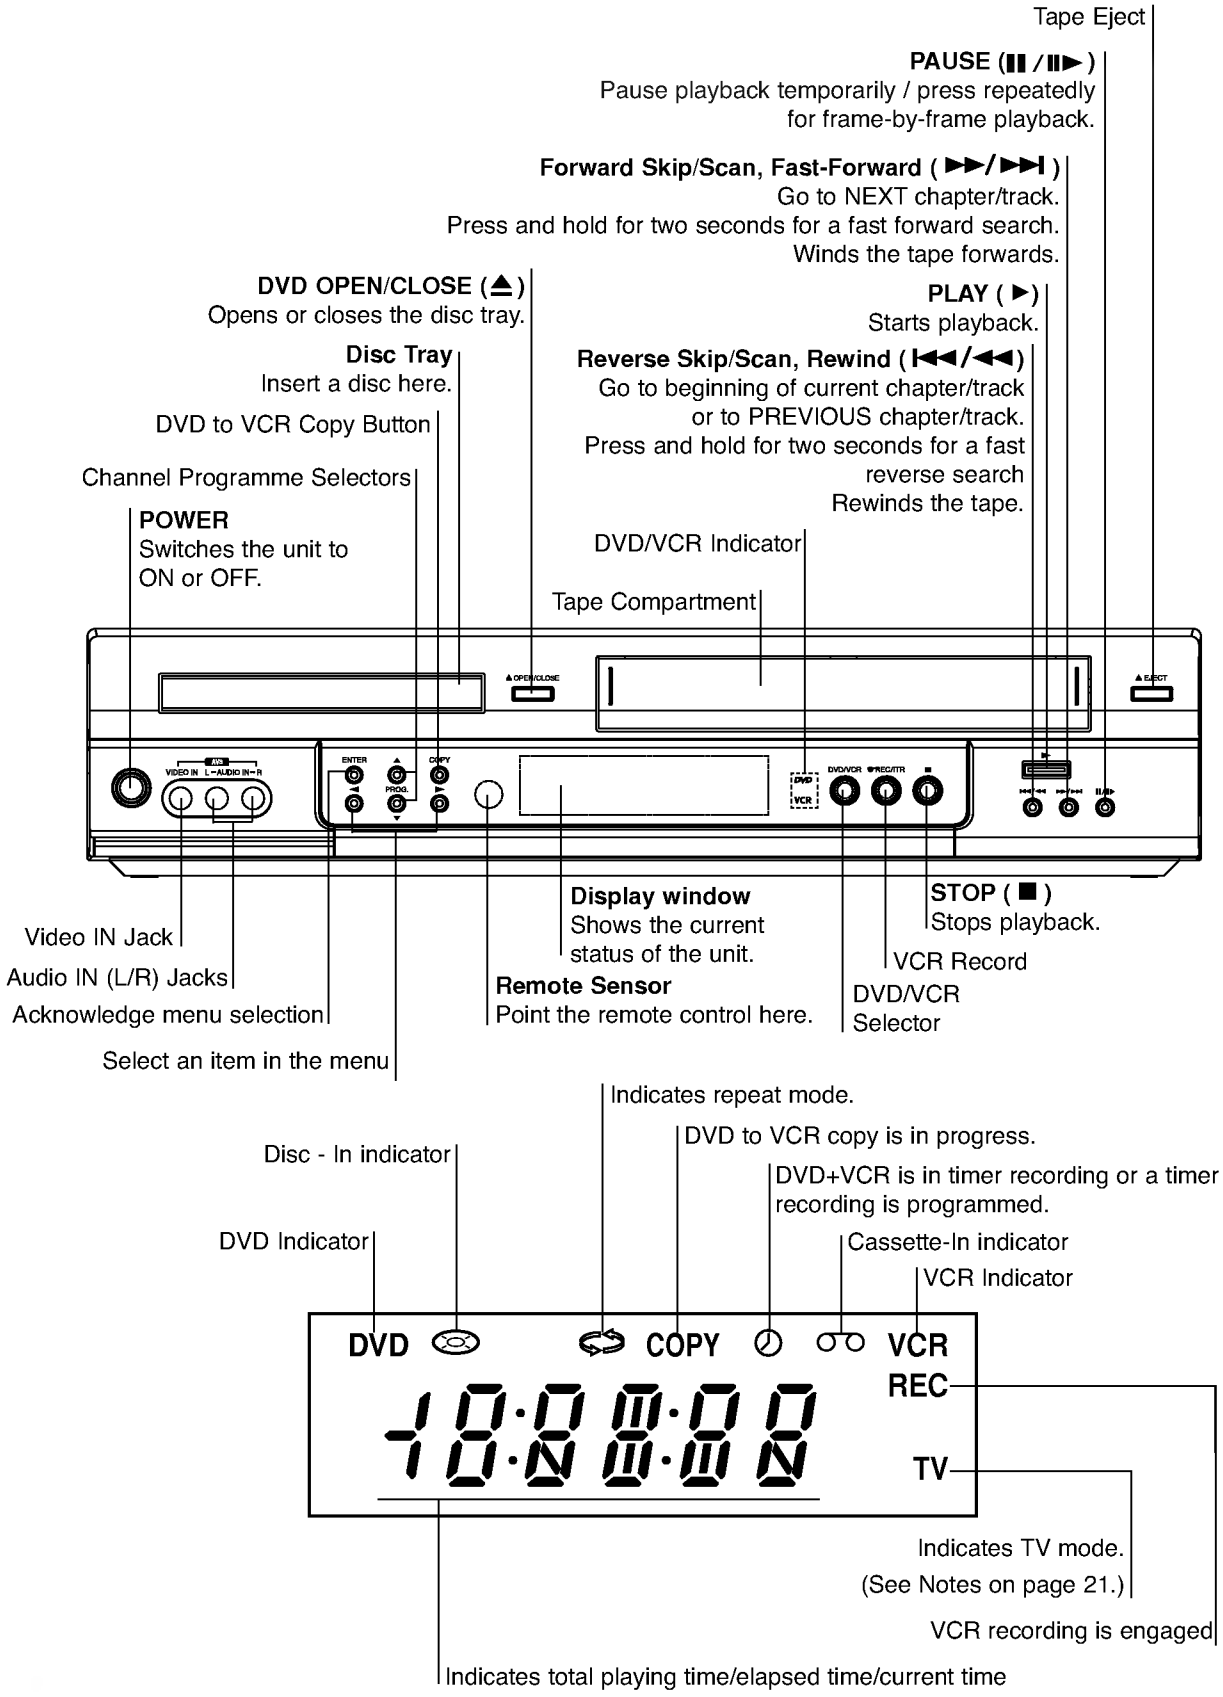 Tape Eject
PAUSE (❚❚ / ❚❚▶)
Pause playback temporarily / press repeatedly
for frame-by-frame playback.
Forward Skip/Scan, Fast-Forward ( ▶▶/▶▶❙ )
Go to NEXT chapter/track.
Press and hold for two seconds for a fast forward search.
Winds the tape forwards.
DVD OPEN/CLOSE (⏏)
Opens or closes the disc tray.
PLAY ( ▶)
Starts playback.
Disc Tray
Insert a disc here.
Reverse Skip/Scan, Rewind (❙◀◀/◀◀)
Go to beginning of current chapter/track
or to PREVIOUS chapter/track.
Press and hold for two seconds for a fast
reverse search
Rewinds the tape.
DVD to VCR Copy Button
Channel Programme Selectors
POWER
Switches the unit to
ON or OFF.
DVD/VCR Indicator
Tape Compartment
▲ OPEN/CLOSE
▲ EJECT
AV3
VIDEO IN L – AUDIO IN – R
ENTER ▲ COPY
◀ PROG. ▶
▼
DVD
VCR
DVD/VCR ●REC/ITR ■
▶
❙◀◀/◀◀ ▶▶/▶▶❙ ❚❚/❚❚▶
Display window
Shows the current
status of the unit.
STOP ( ■ )
Stops playback.
Video IN Jack
VCR Record
Audio IN (L/R) Jacks
Remote Sensor
Point the remote control here.
DVD/VCR
Selector
Acknowledge menu selection
Select an item in the menu
Indicates repeat mode.
DVD to VCR copy is in progress.
Disc - In indicator
DVD+VCR is in timer recording or a timer
recording is programmed.
DVD Indicator
Cassette-In indicator
VCR Indicator
DVD COPY VCR
REC
TV
Indicates TV mode.
(See Notes on page 21.)
VCR recording is engaged
Indicates total playing time/elapsed time/current time